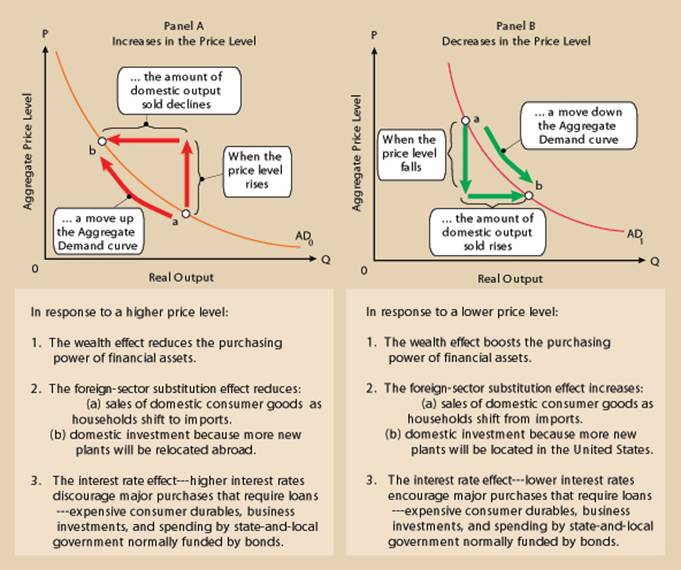 Panel A
Increases in the Price Level
P
Aggregate Price Level
... the amount of
domestic output
sold declines
b
When the
price level
rises
... a move up
the Aggregate
Demand curve
a
AD0
0
Q
Real Output
Panel B
Decreases in the Price Level
P
Aggregate Price Level
a
... a move down
the Aggregate
Demand curve
When the
price level
falls
b
... the amount of
domestic output
sold rises
AD1
0
Q
Real Output
In response to a higher price level:
1. The wealth effect reduces the purchasing
power of financial assets.
2. The foreign-sector substitution effect reduces:
(a) sales of domestic consumer goods as
households shift to imports.
(b) domestic investment because more new
plants will be relocated abroad.
3. The interest rate effect---higher interest rates
discourage major purchases that require loans
---expensive consumer durables, business
investments, and spending by state-and-local
government normally funded by bonds.
In response to a lower price level:
1. The wealth effect boosts the purchasing
power of financial assets.
2. The foreign-sector substitution effect increases:
(a) sales of domestic consumer goods as
households shift from imports.
(b) domestic investment because more new
plants will be located in the United States.
3. The interest rate effect---lower interest rates
encourage major purchases that require loans
---expensive consumer durables, business
investments, and spending by state-and-local
government normally funded by bonds.